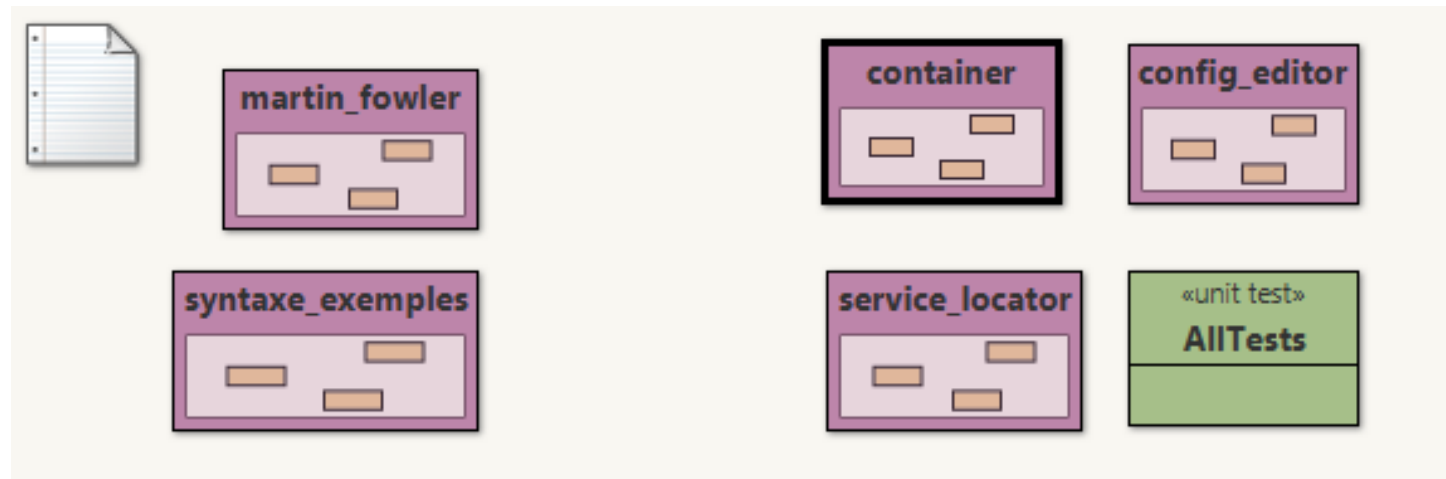 martin_fowler
container
config_editor
syntaxe_exemples
service_locator
«unit test»
AllTests